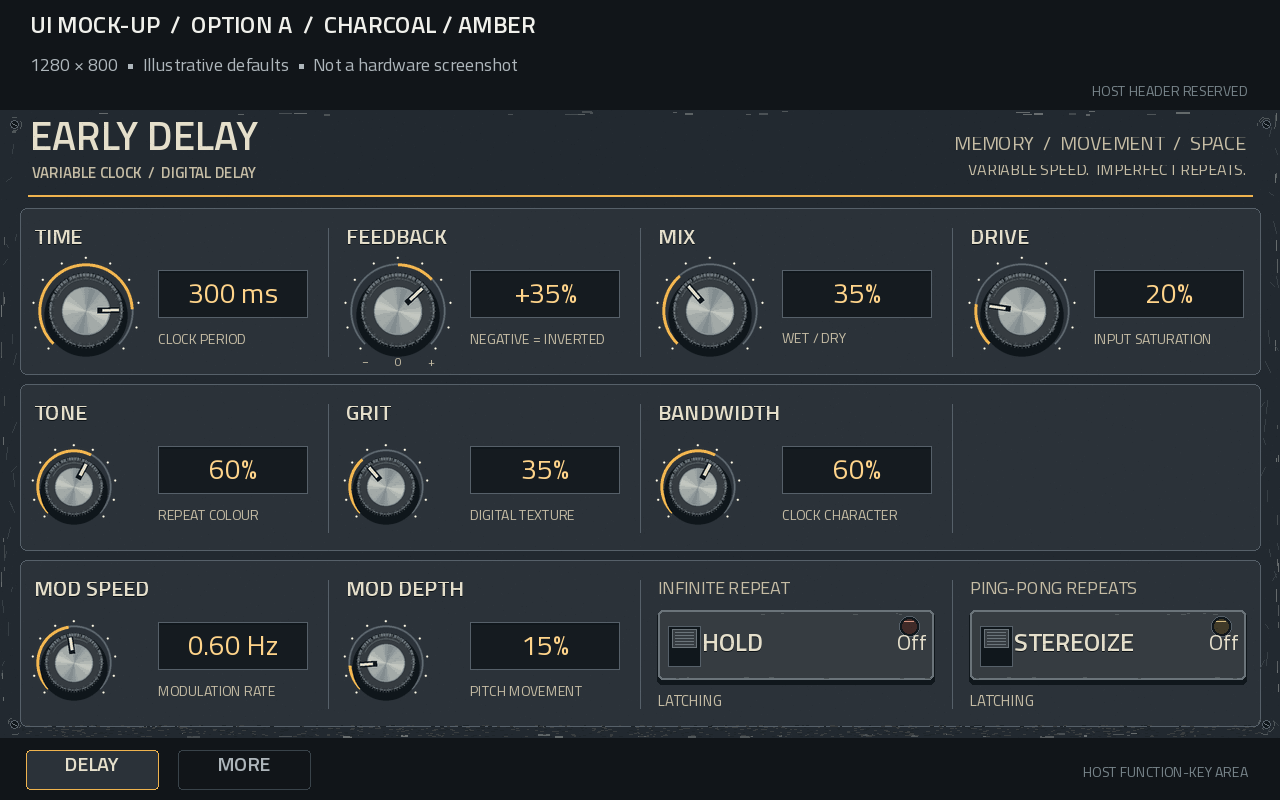 UI MOCK-UP / OPTION A / CHARCOAL / AMBER
1280 × 800 ▪ Illustrative defaults ▪ Not a hardware screenshot
HOST HEADER RESERVED
EARLY DELAY
MEMORY / MOVEMENT / SPACE
VARIABLE CLOCK / DIGITAL DELAY
VARIABLE SPEED. IMPERFECT REPEATS.
TIME
300 ms
CLOCK PERIOD
FEEDBACK
+35%
NEGATIVE = INVERTED
− 0 +
MIX
35%
WET / DRY
DRIVE
20%
INPUT SATURATION
TONE
60%
REPEAT COLOUR
GRIT
35%
DIGITAL TEXTURE
BANDWIDTH
60%
CLOCK CHARACTER
MOD SPEED
0.60 Hz
MODULATION RATE
MOD DEPTH
15%
PITCH MOVEMENT
INFINITE REPEAT
HOLD
Off
LATCHING
PING-PONG REPEATS
STEREOIZE
Off
LATCHING
DELAY
MORE
HOST FUNCTION-KEY AREA